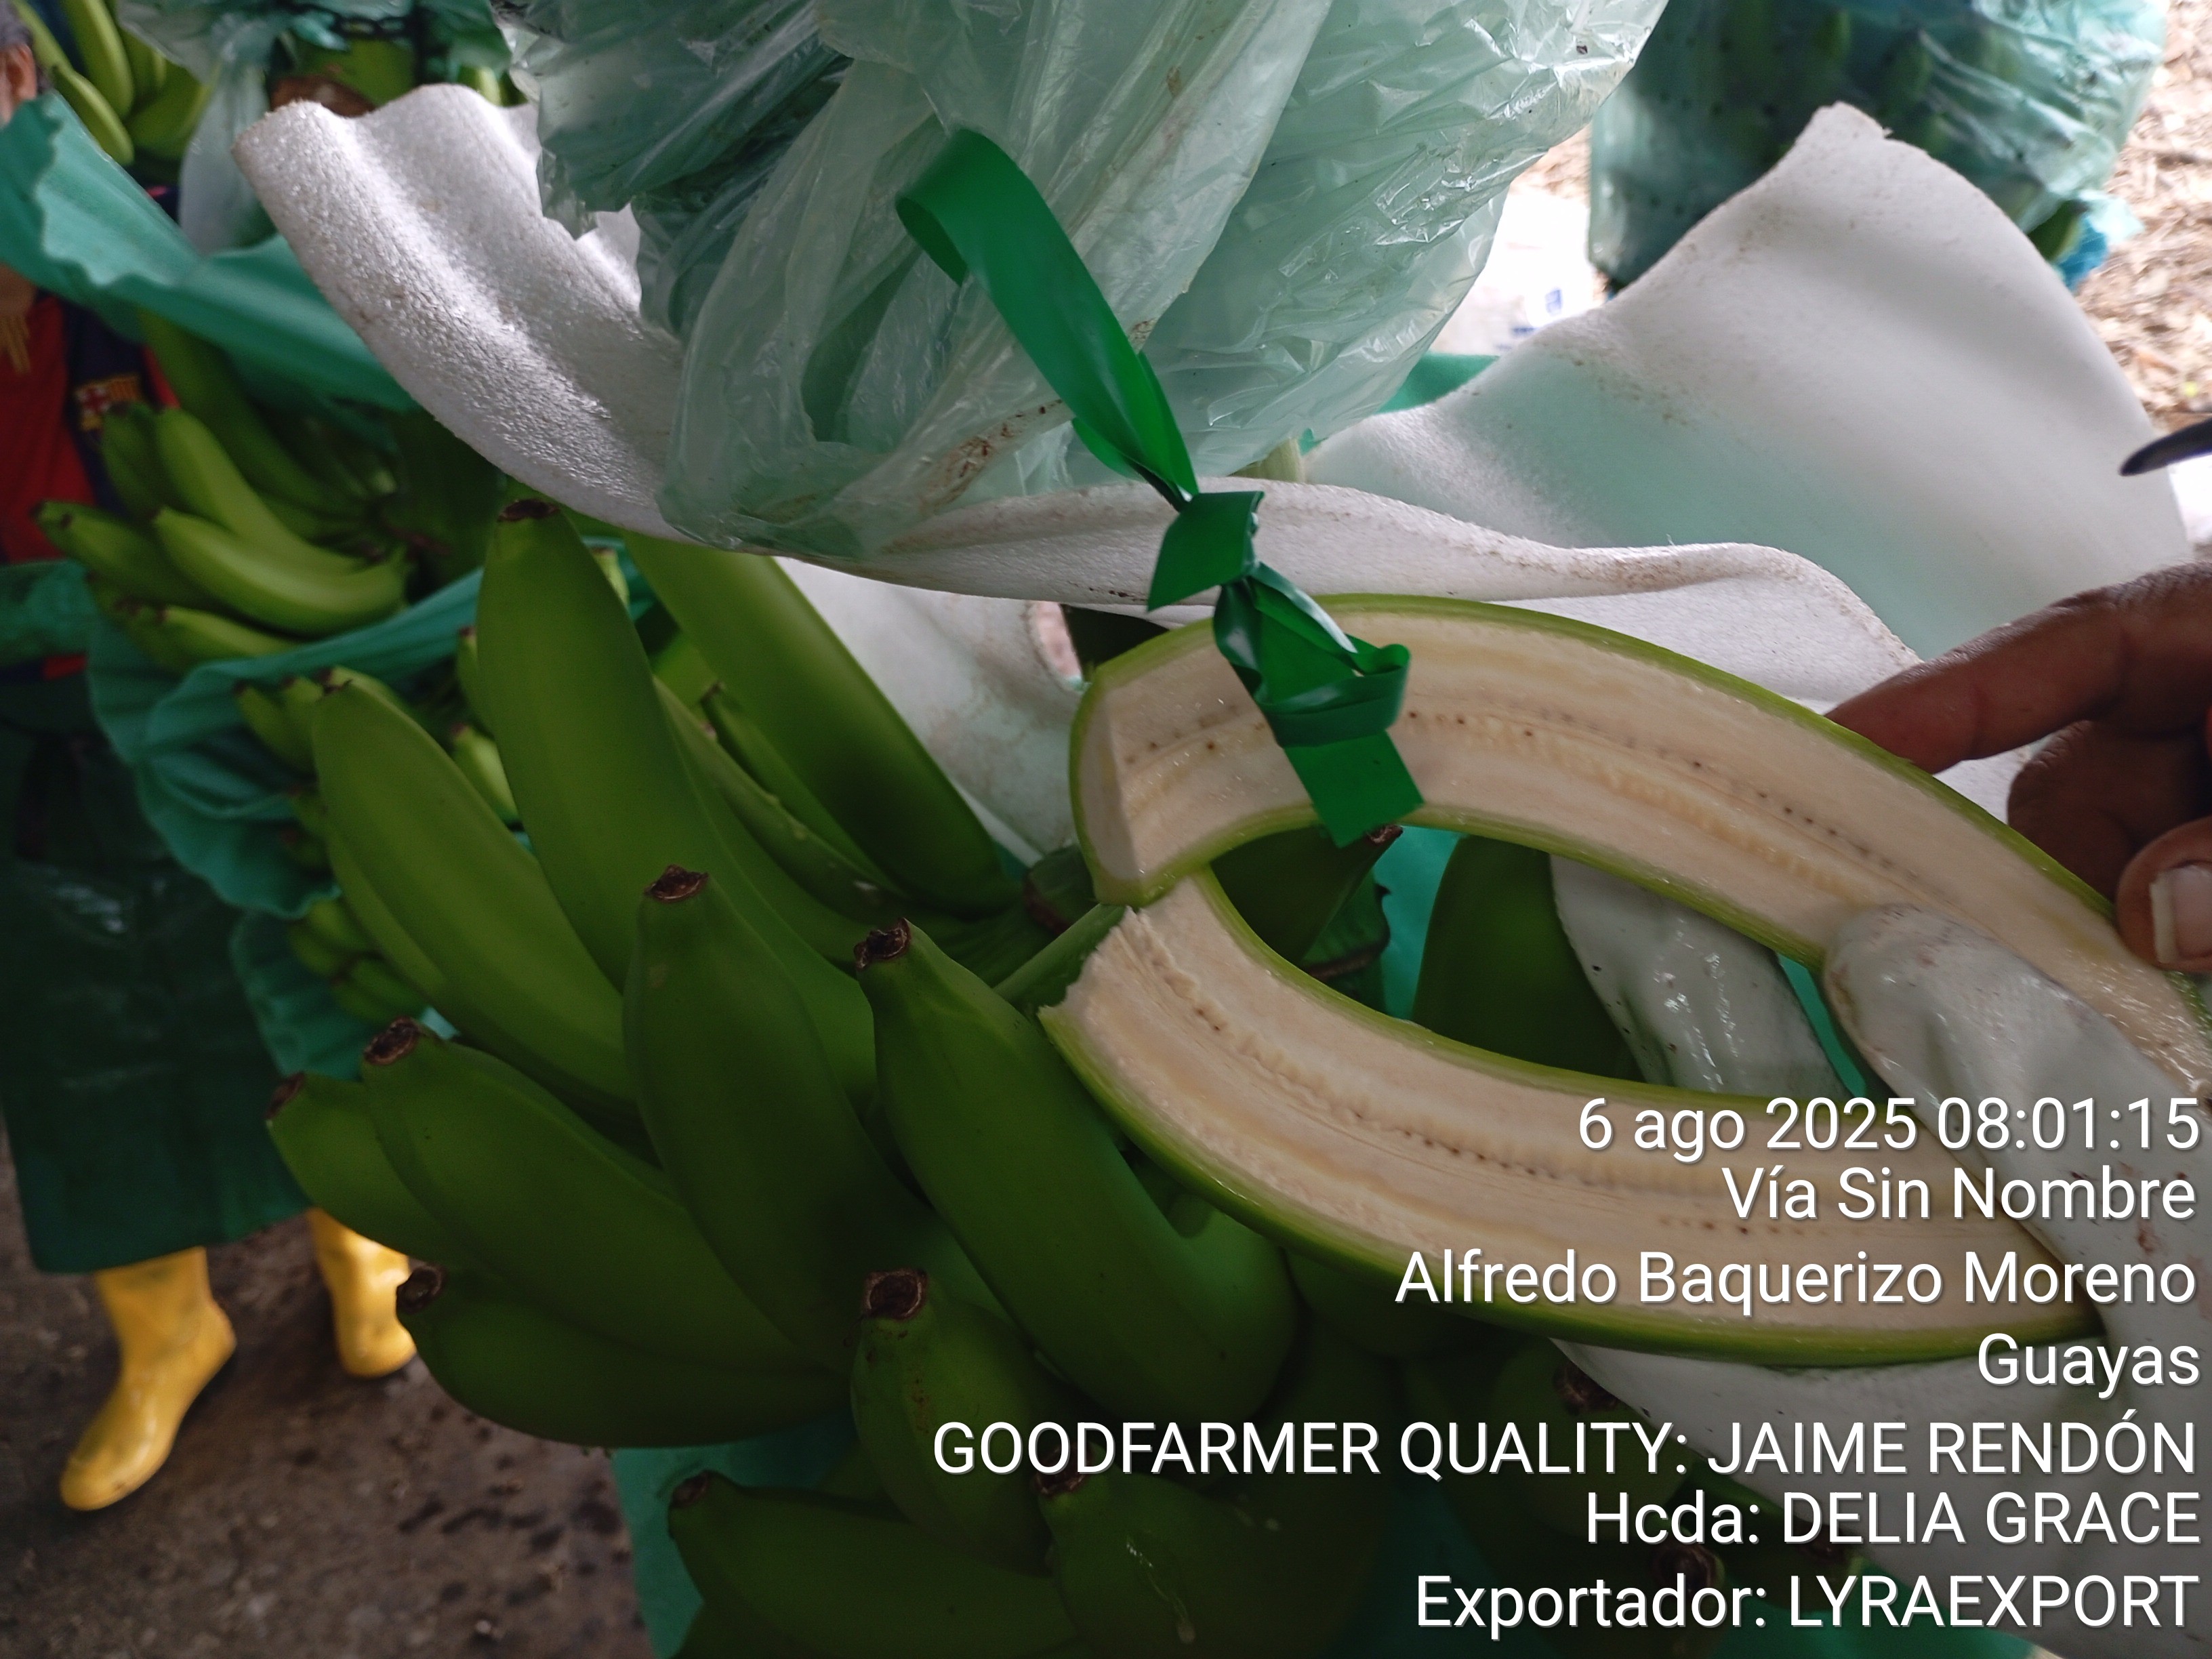 6 ago 2025 08:01:15
Vía Sin Nombre
Alfredo Baquerizo Moreno
Guayas
GOODFARMER QUALITY: JAIME RENDÓN
Hcda: DELIA GRACE
Exportador: LYRAEXPORT